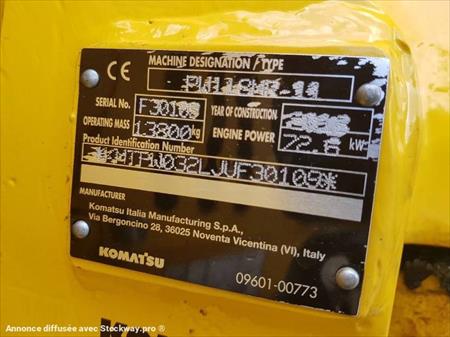 CE
MACHINE DESIGNATION / TYPE
PW118MR-11
SERIAL No. F30109 YEAR OF CONSTRUCTION
OPERATING MASS 13800 kg ENGINE POWER 72.6 kW
Product Identification Number
MANUFACTURER
Komatsu Italia Manufacturing S.p.A.,
Via Bergoncino 28, 36025 Noventa Vicentina (VI), Italy
KOMATSU
09601-00773
Annonce diffusée avec Stockway.pro ®